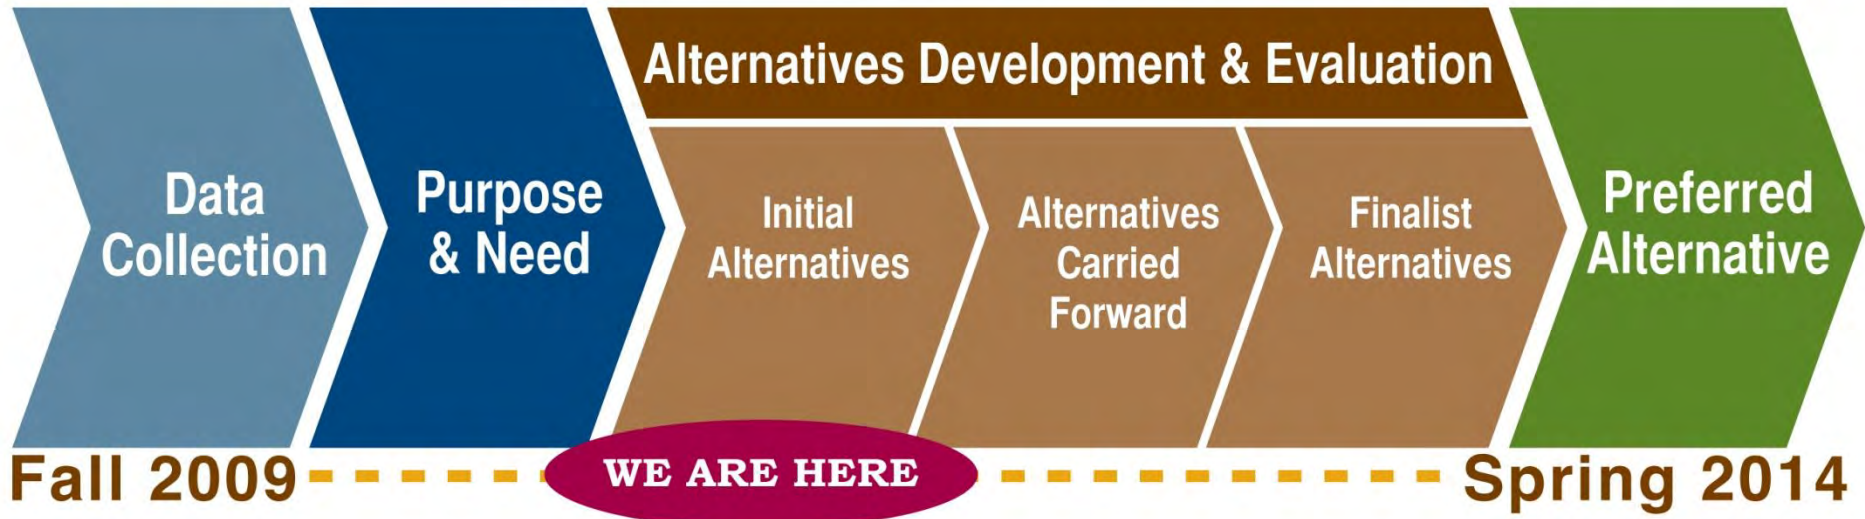 Data
Collection
Purpose
& Need
Alternatives Development & Evaluation
Initial
Alternatives
Alternatives
Carried
Forward
Finalist
Alternatives
Preferred
Alternative
Fall 2009
WE ARE HERE
Spring 2014